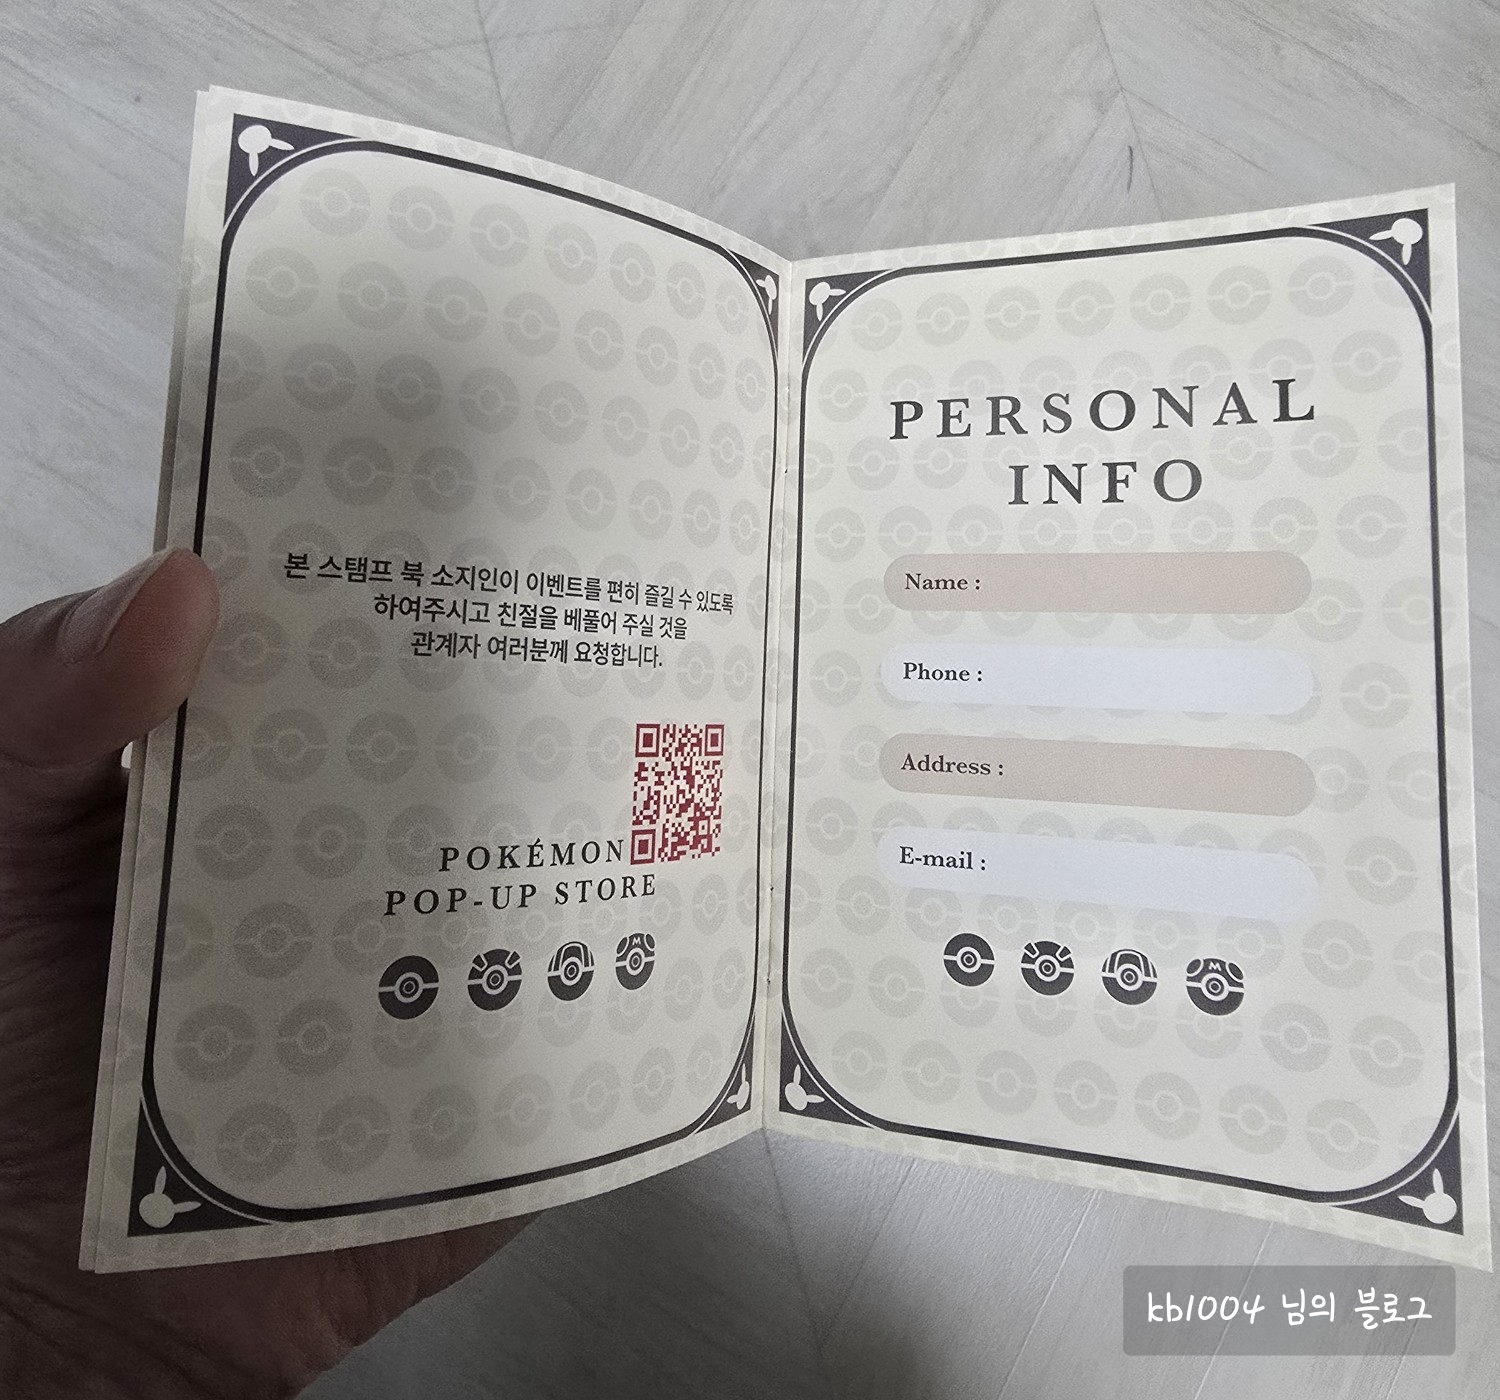 본 스탬프 북 소지인이 이벤트를 편히 즐길 수 있도록
하여주시고 친절을 베풀어 주실 것을
관계자 여러분께 요청합니다.
POKÉMON
POP-UP STORE
M
PERSONAL
INFO
Name :
Phone :
Address :
E-mail :
M
kb1004 님의 블로그